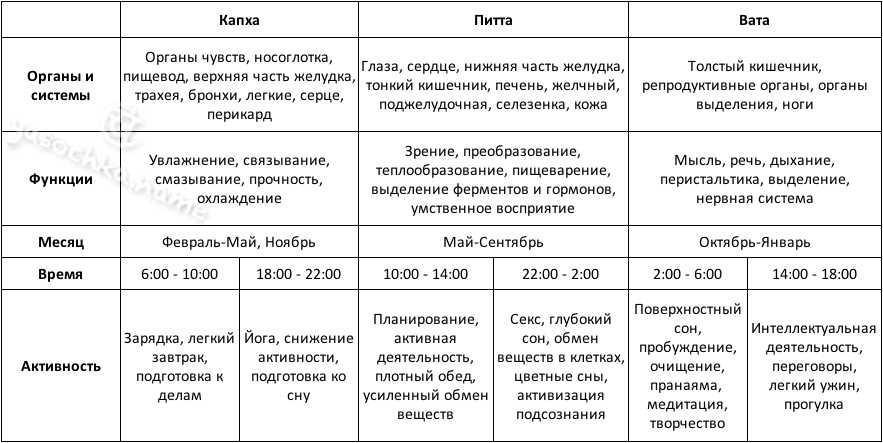 Капха Питта Вата
Органы и системы
Органы чувств, носоглотка,
пищевод, верхняя часть желудка,
трахея, бронхи, легкие, серце,
перикард
Глаза, сердце, нижняя часть желудка,
тонкий кишечник, печень, желчный,
поджелудочная, селезенка, кожа
Толстый кишечник,
репродуктивные органы, органы
выделения, ноги
Функции
Увлажнение, связывание,
смазывание, прочность,
охлаждение
Зрение, преобразование,
теплообразование, пищеварение,
выделение ферментов и гормонов,
умственное восприятие
Мысль, речь, дыхание,
перистальтика, выделение,
нервная система
Месяц Февраль-Май, Ноябрь Май-Сентябрь Октябрь-Январь
Время 6:00 - 10:00 18:00 - 22:00 10:00 - 14:00 22:00 - 2:00 2:00 - 6:00 14:00 - 18:00
Активность
Зарядка, легкий
завтрак,
подготовка к
делам
Йога, снижение
активности,
подготовка ко
сну
Планирование,
активная
деятельность,
плотный обед,
усиленный обмен
веществ
Секс, глубокий
сон, обмен
веществ в клетках,
цветные сны,
активизация
подсознания
Поверхностный
сон,
пробуждение,
очищение,
пранаяма,
медитация,
творчество
Интеллектуальная
деятельность,
переговоры,
легкий ужин,
прогулка